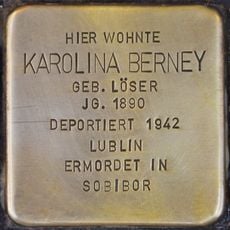 HIER WOHNTE
KAROLINA BERNEY
GEB. LÖSER
JG. 1890
DEPORTIERT 1942
LUBLIN
ERMORDET IN
SOBIBOR